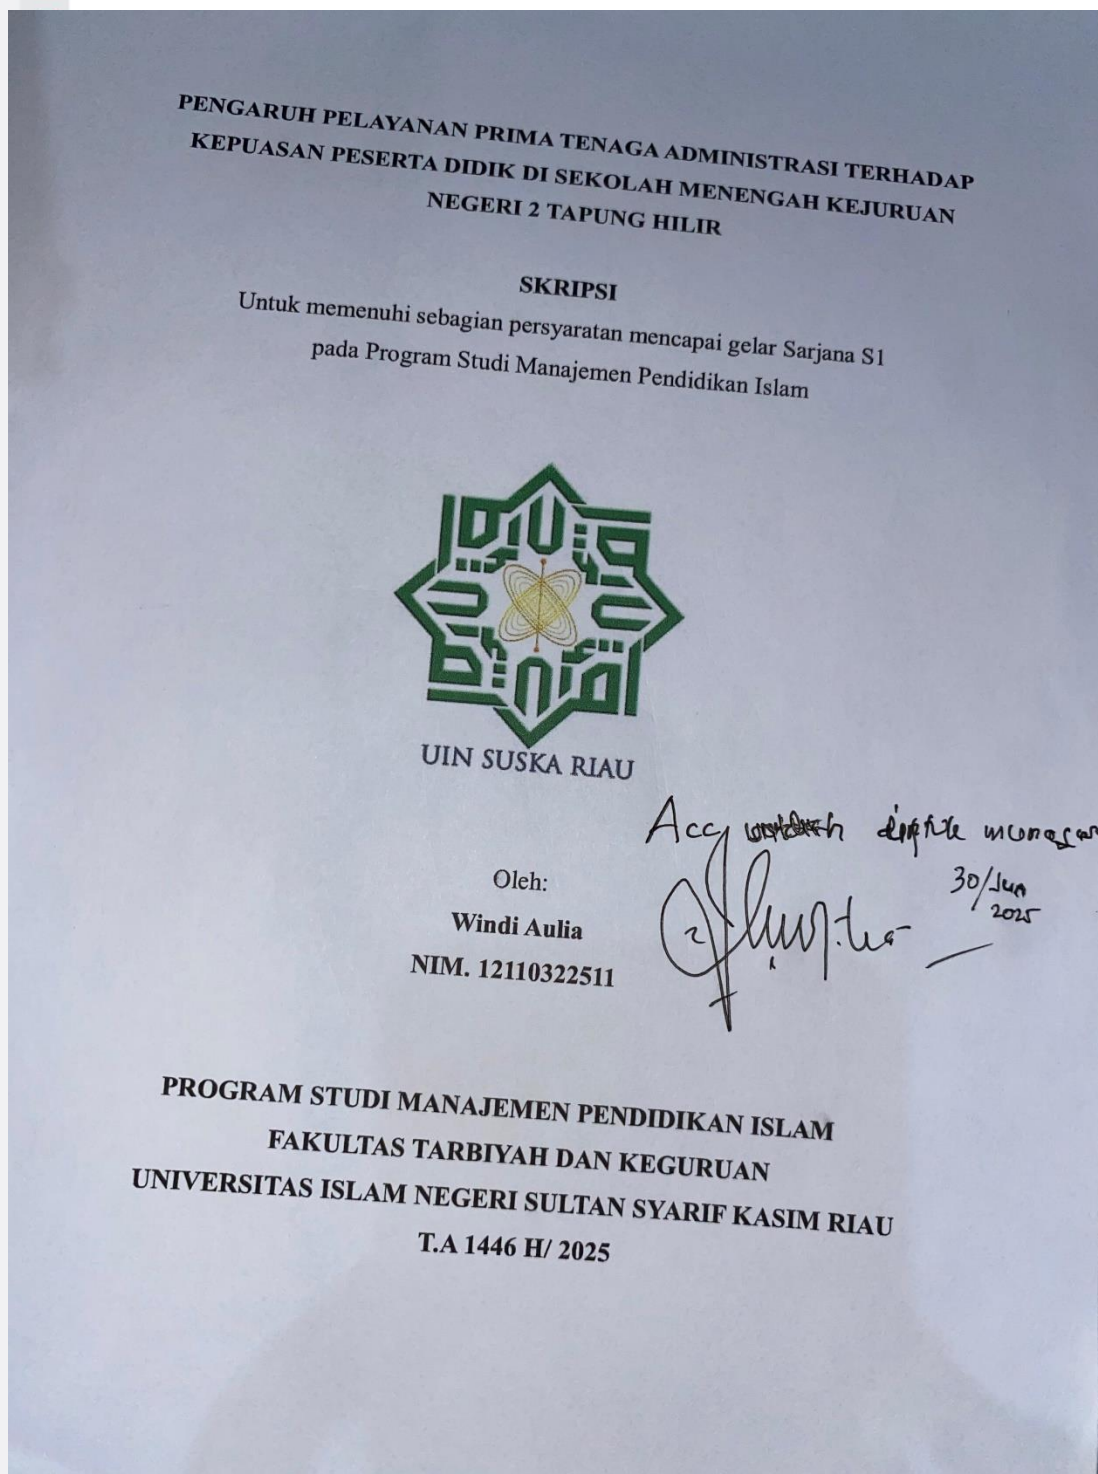 PENGARUH PELAYANAN PRIMA TENAGA ADMINISTRASI TERHADAP
KEPUASAN PESERTA DIDIK DI SEKOLAH MENENGAH KEJURUAN
NEGERI 2 TAPUNG HILIR
SKRIPSI
Untuk memenuhi sebagian persyaratan mencapai gelar Sarjana S1
pada Program Studi Manajemen Pendidikan Islam
UIN SUSKA RIAU
Acc
30/Jun
2025
Oleh:
Windi Aulia
NIM. 12110322511
PROGRAM STUDI MANAJEMEN PENDIDIKAN ISLAM
FAKULTAS TARBIYAH DAN KEGURUAN
UNIVERSITAS ISLAM NEGERI SULTAN SYARIF KASIM RIAU
T.A 1446 H/ 2025